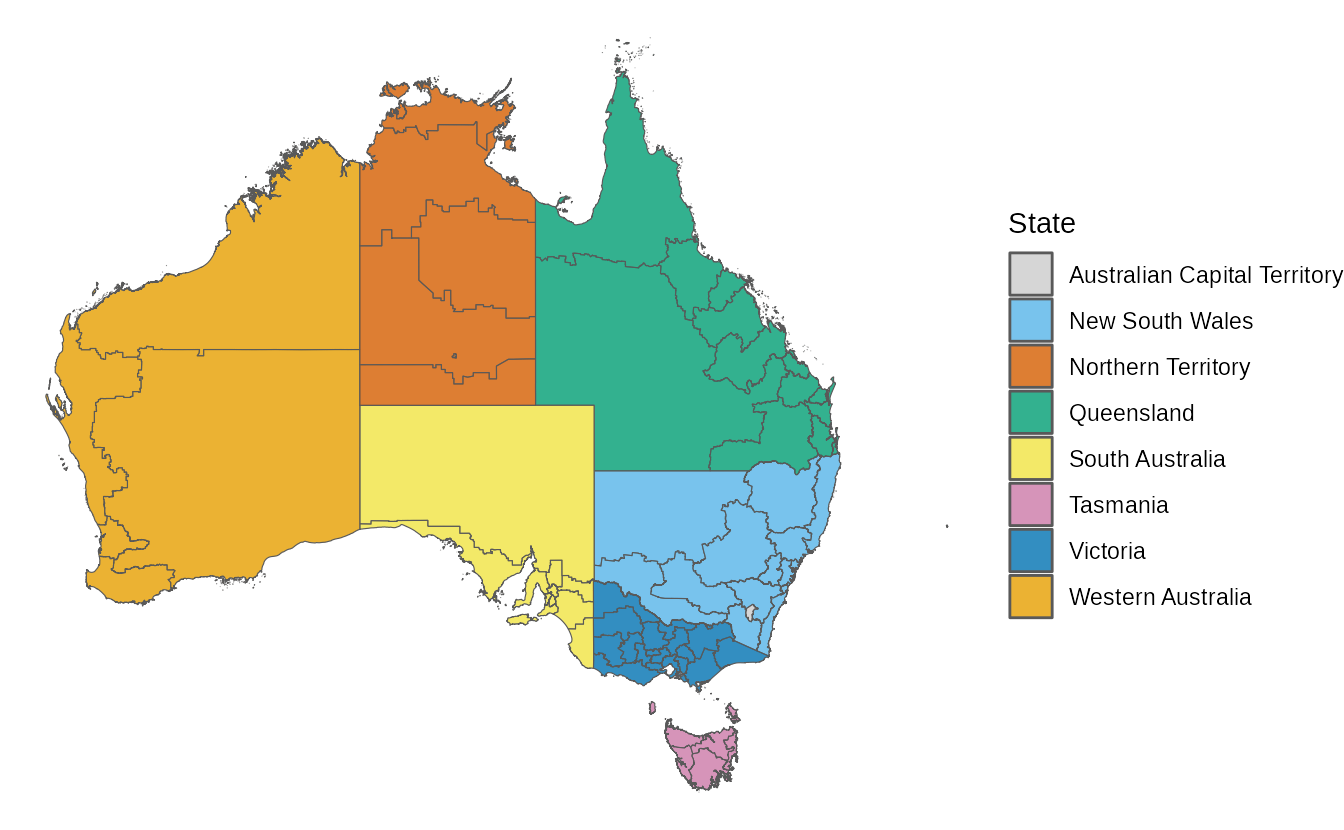 State
Australian Capital Territory
New South Wales
Northern Territory
Queensland
South Australia
Tasmania
Victoria
Western Australia